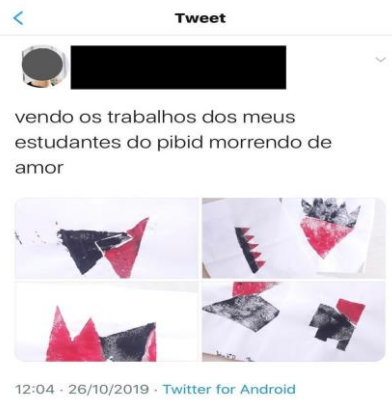 Tweet
vendo os trabalhos dos meus
estudantes do pibid morrendo de
amor
12:04 · 26/10/2019 · Twitter for Android